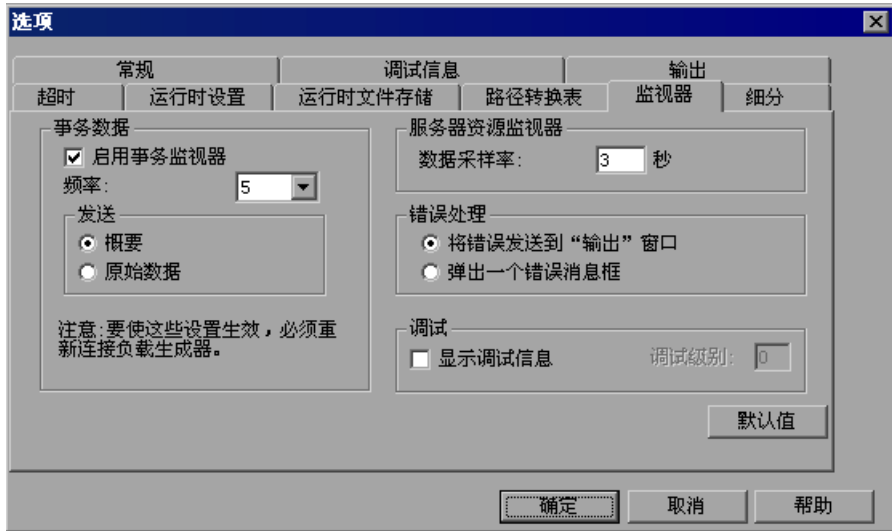 选项
常规 调试信息 输出
超时 运行时设置 运行时文件存储 路径转换表 监视器 细分
事务数据
启用事务监视器
频率: 5
发送
概要
原始数据
注意:要使这些设置生效，必须重
新连接负载生成器。
服务器资源监视器
数据采样率: 3 秒
错误处理
将错误发送到“输出”窗口
弹出一个错误消息框
调试
显示调试信息 调试级别: 0
默认值
确定 取消 帮助